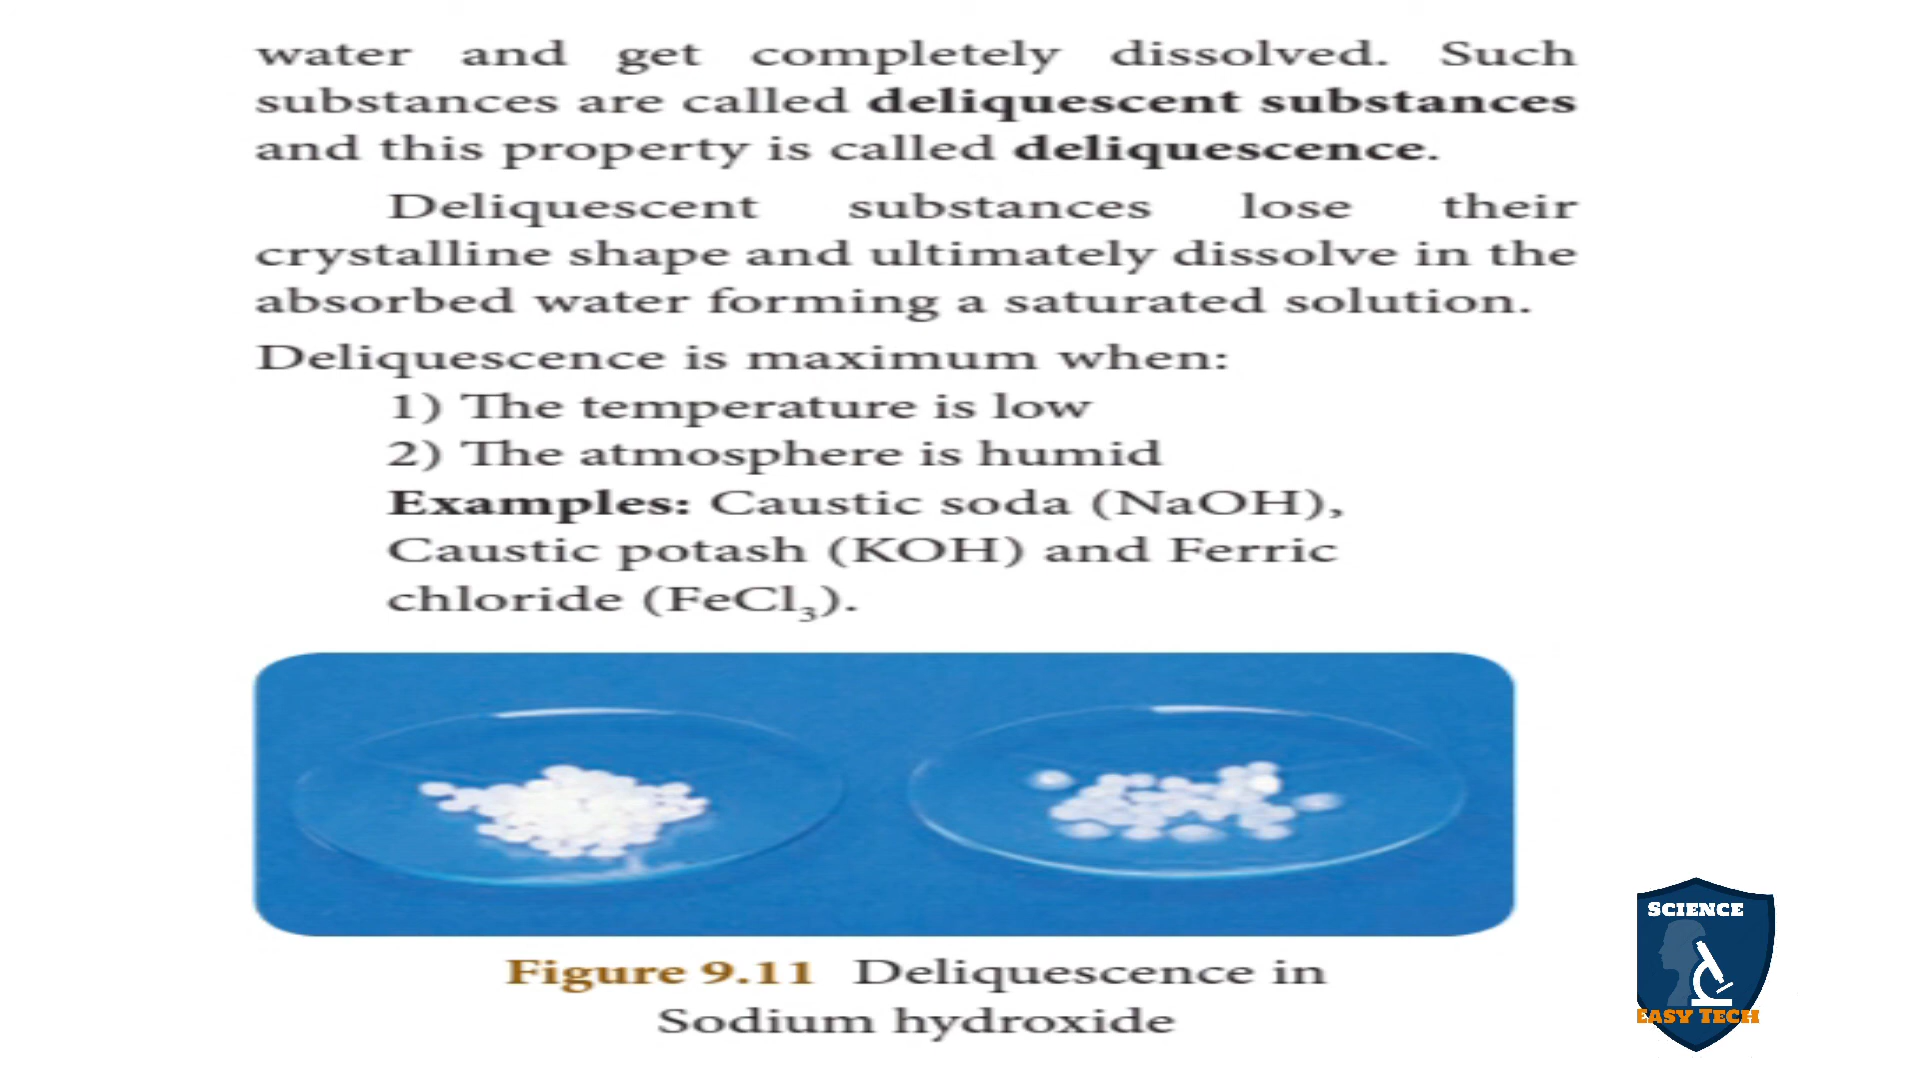 water and get completely dissolved. Such
substances are called deliquescent substances
and this property is called deliquescence.
Deliquescent substances lose their
crystalline shape and ultimately dissolve in the
absorbed water forming a saturated solution.
Deliquescence is maximum when:
1) The temperature is low
2) The atmosphere is humid
Examples: Caustic soda (NaOH),
Caustic potash (KOH) and Ferric
chloride (FeCl₃).
Figure 9.11 Deliquescence in
Sodium hydroxide
SCIENCE
EASY TECH